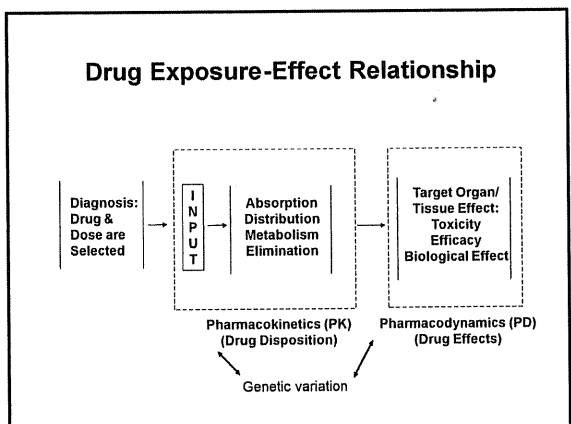 Drug Exposure-Effect Relationship
Diagnosis:
Drug &
Dose are
Selected
INPUT
Absorption
Distribution
Metabolism
Elimination
Target Organ/
Tissue Effect:
Toxicity
Efficacy
Biological Effect
Pharmacokinetics (PK)
(Drug Disposition)
Pharmacodynamics (PD)
(Drug Effects)
Genetic variation